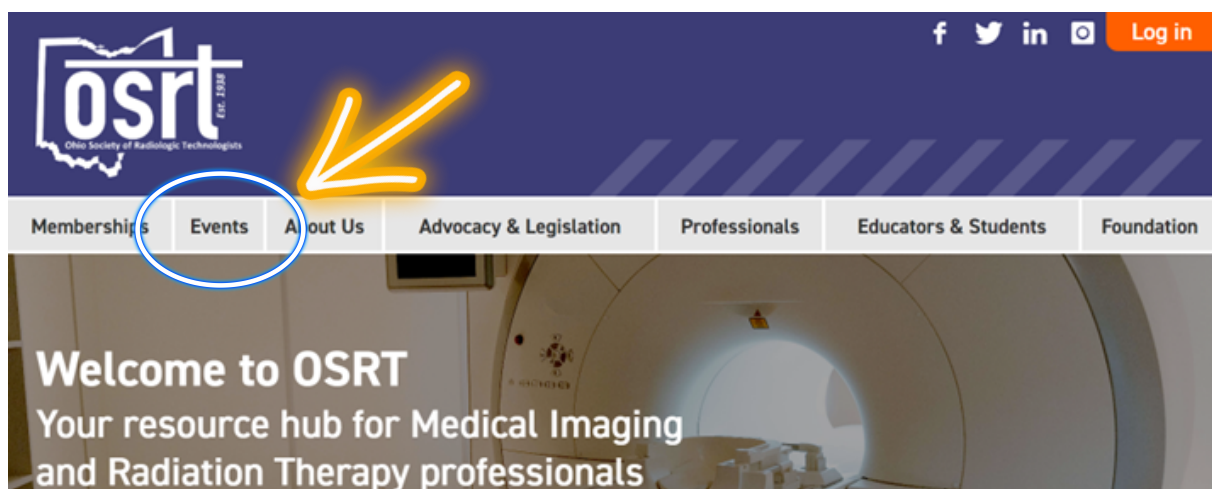 f in Log in
osrt
Est. 1938
Ohio Society of Radiologic Technologists
Memberships Events About Us Advocacy & Legislation Professionals Educators & Students Foundation
Welcome to OSRT
Your resource hub for Medical Imaging
and Radiation Therapy professionals